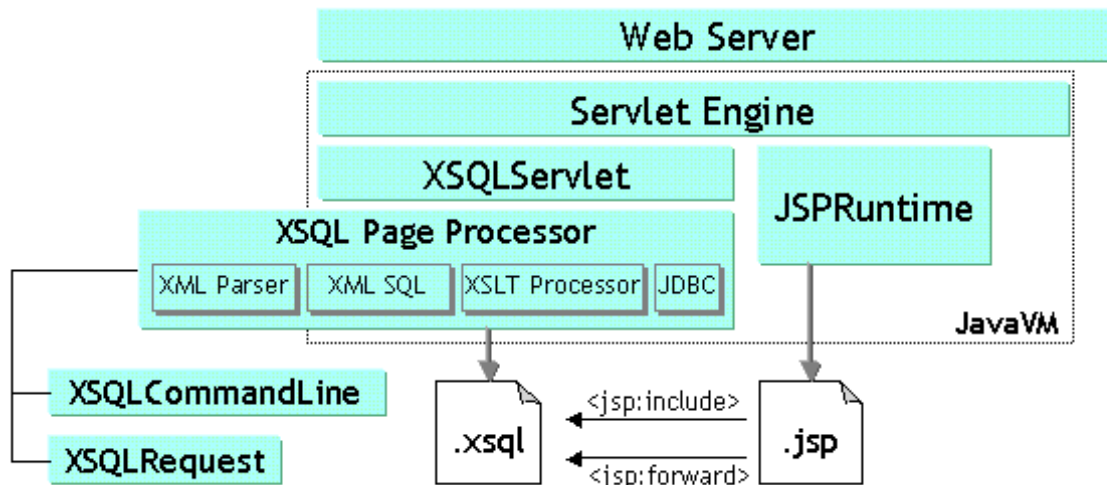 Web Server
Servlet Engine
XSQLServlet
JSPRuntime
XSQL Page Processor
XML Parser
XML SQL
XSLT Processor
JDBC
JavaVM
XSQLCommandLine
XSQLRequest
.xsql
<jsp:include>
<jsp:forward>
.jsp